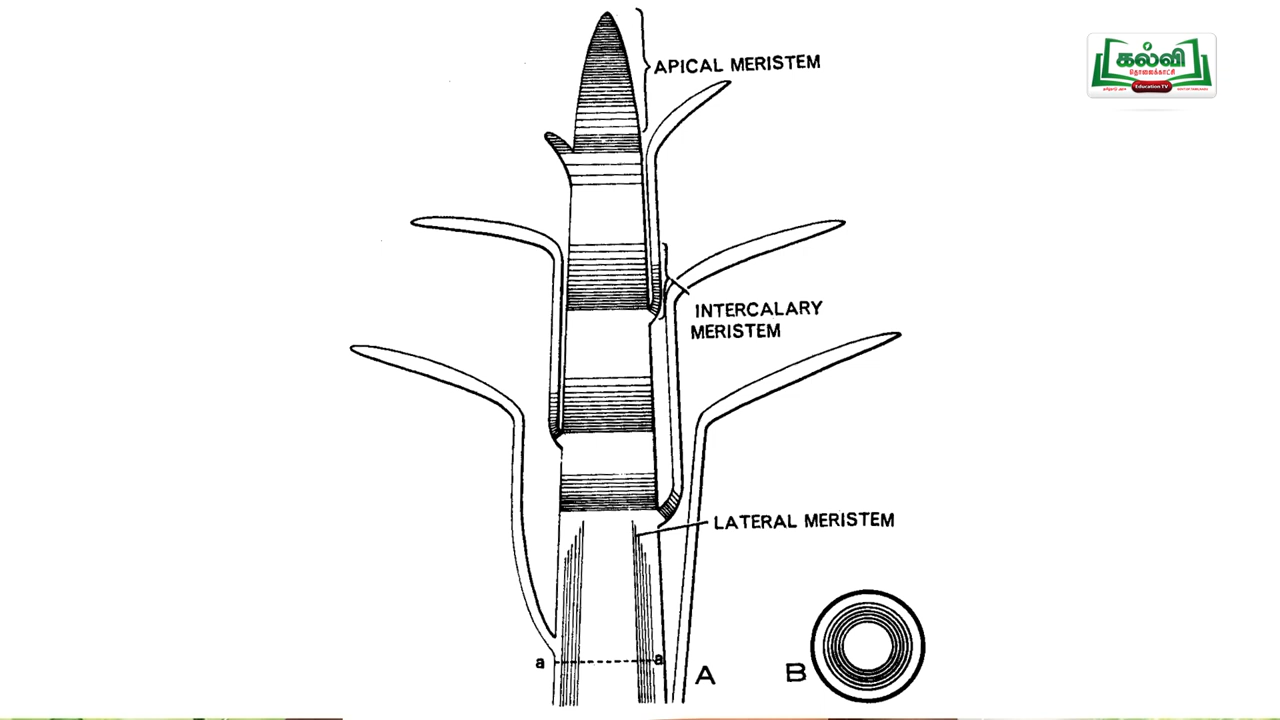 APICAL MERISTEM
கல்வி
தொலைக்காட்சி
Education TV
INTERCALARY
MERISTEM
LATERAL MERISTEM
a
a
A
B